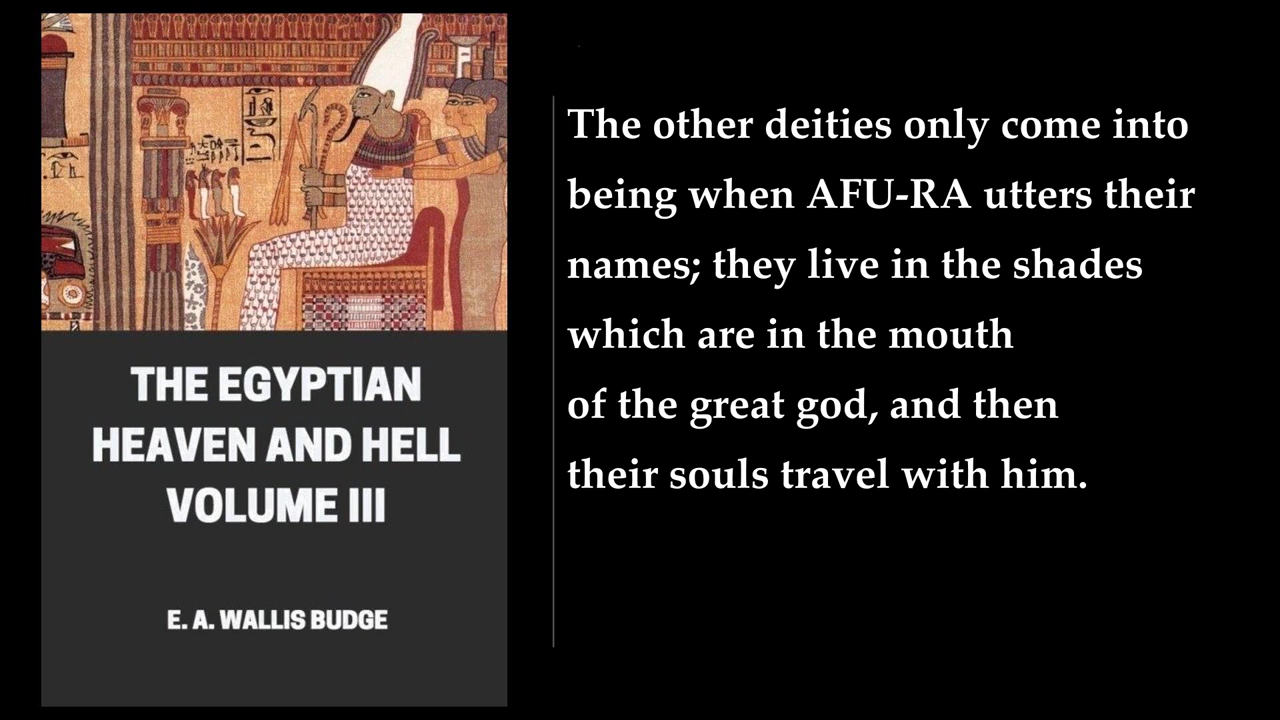 THE EGYPTIAN
HEAVEN AND HELL
VOLUME III
E. A. WALLIS BUDGE
The other deities only come into
being when AFU-RA utters their
names; they live in the shades
which are in the mouth
of the great god, and then
their souls travel with him.